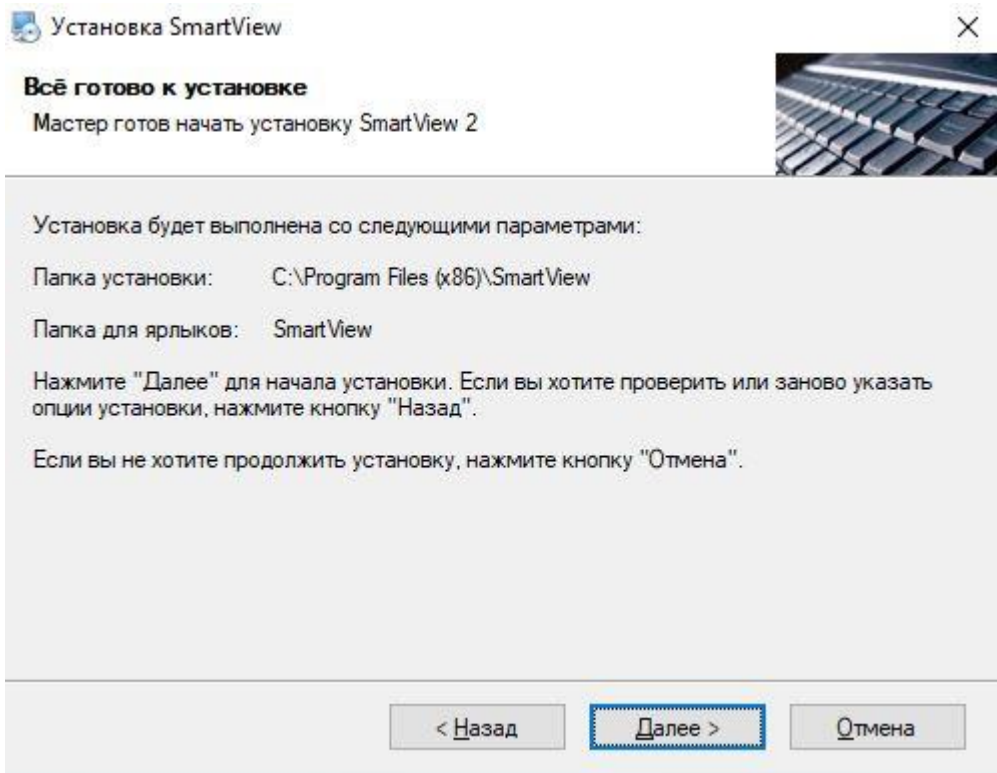 Установка SmartView
Всё готово к установке
Мастер готов начать установку SmartView 2
Установка будет выполнена со следующими параметрами:
Папка установки: C:\Program Files (x86)\SmartView
Папка для ярлыков: SmartView
Нажмите "Далее" для начала установки. Если вы хотите проверить или заново указать
опции установки, нажмите кнопку "Назад".
Если вы не хотите продолжить установку, нажмите кнопку "Отмена".
< Назад
Далее >
Отмена